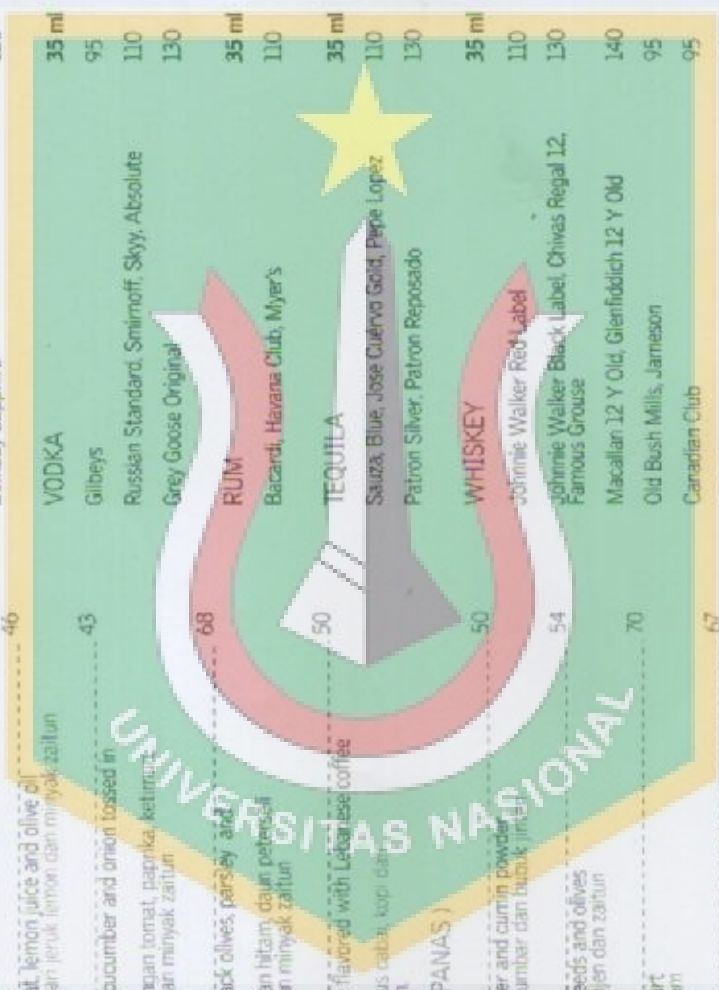 35 ml
VODKA
Gilbeys 95
Russian Standard, Smirnoff, Skyy, Absolute 110
Grey Goose Original 130
RUM 35 ml
Bacardi, Havana Club, Myer's 110
TEQUILA 35 ml
Sauza, Blue, Jose Cuervo Gold, Pepe Lopez 110
Patron Silver, Patron Reposado 130
WHISKEY 35 ml
Johnnie Walker Red Label 110
Johnnie Walker Black Label, Chivas Regal 12, 130
Famous Grouse
Macallan 12 Y Old, Glenfiddich 12 Y Old 140
Old Bush Mills, Jameson 95
Canadian Club 95
46
lemon juice and olive oil
jeruk lemon dan minyak zaitun
43
cucumber and onion tossed in
tomat, paprika, ketimun
minyak zaitun
68
olives, parsley and
hitam, daun peterseli
minyak zaitun
50
flavored with Lebanese coffee
kopi
PANAS )
50
and cumin powder
dan bubuk jintan
54
and olives
dan zaitun
70
67
UNIVERSITAS NASIONAL